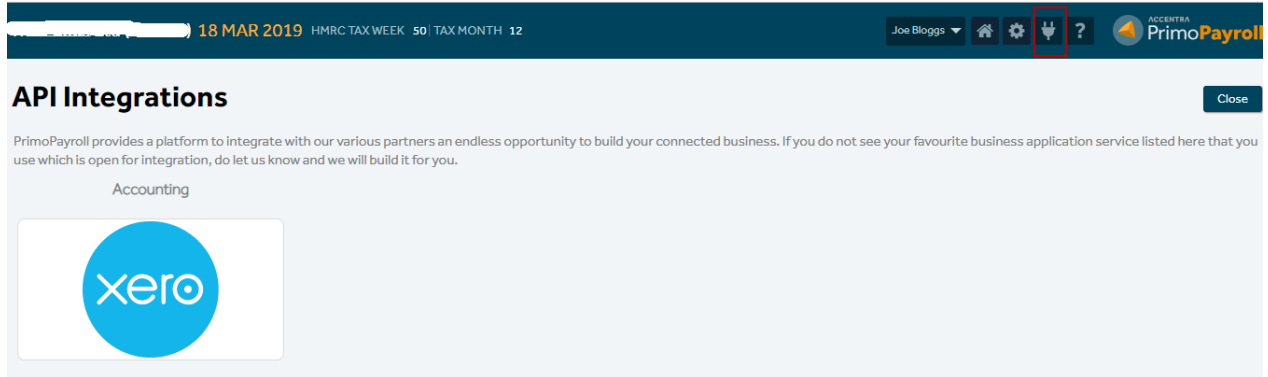 18 MAR 2019 HMRC TAX WEEK 50 | TAX MONTH 12 Joe Bloggs ? ACCENTRA PrimoPayroll
API Integrations Close
PrimoPayroll provides a platform to integrate with our various partners an endless opportunity to build your connected business. If you do not see your favourite business application service listed here that you
use which is open for integration, do let us know and we will build it for you.
Accounting
xero